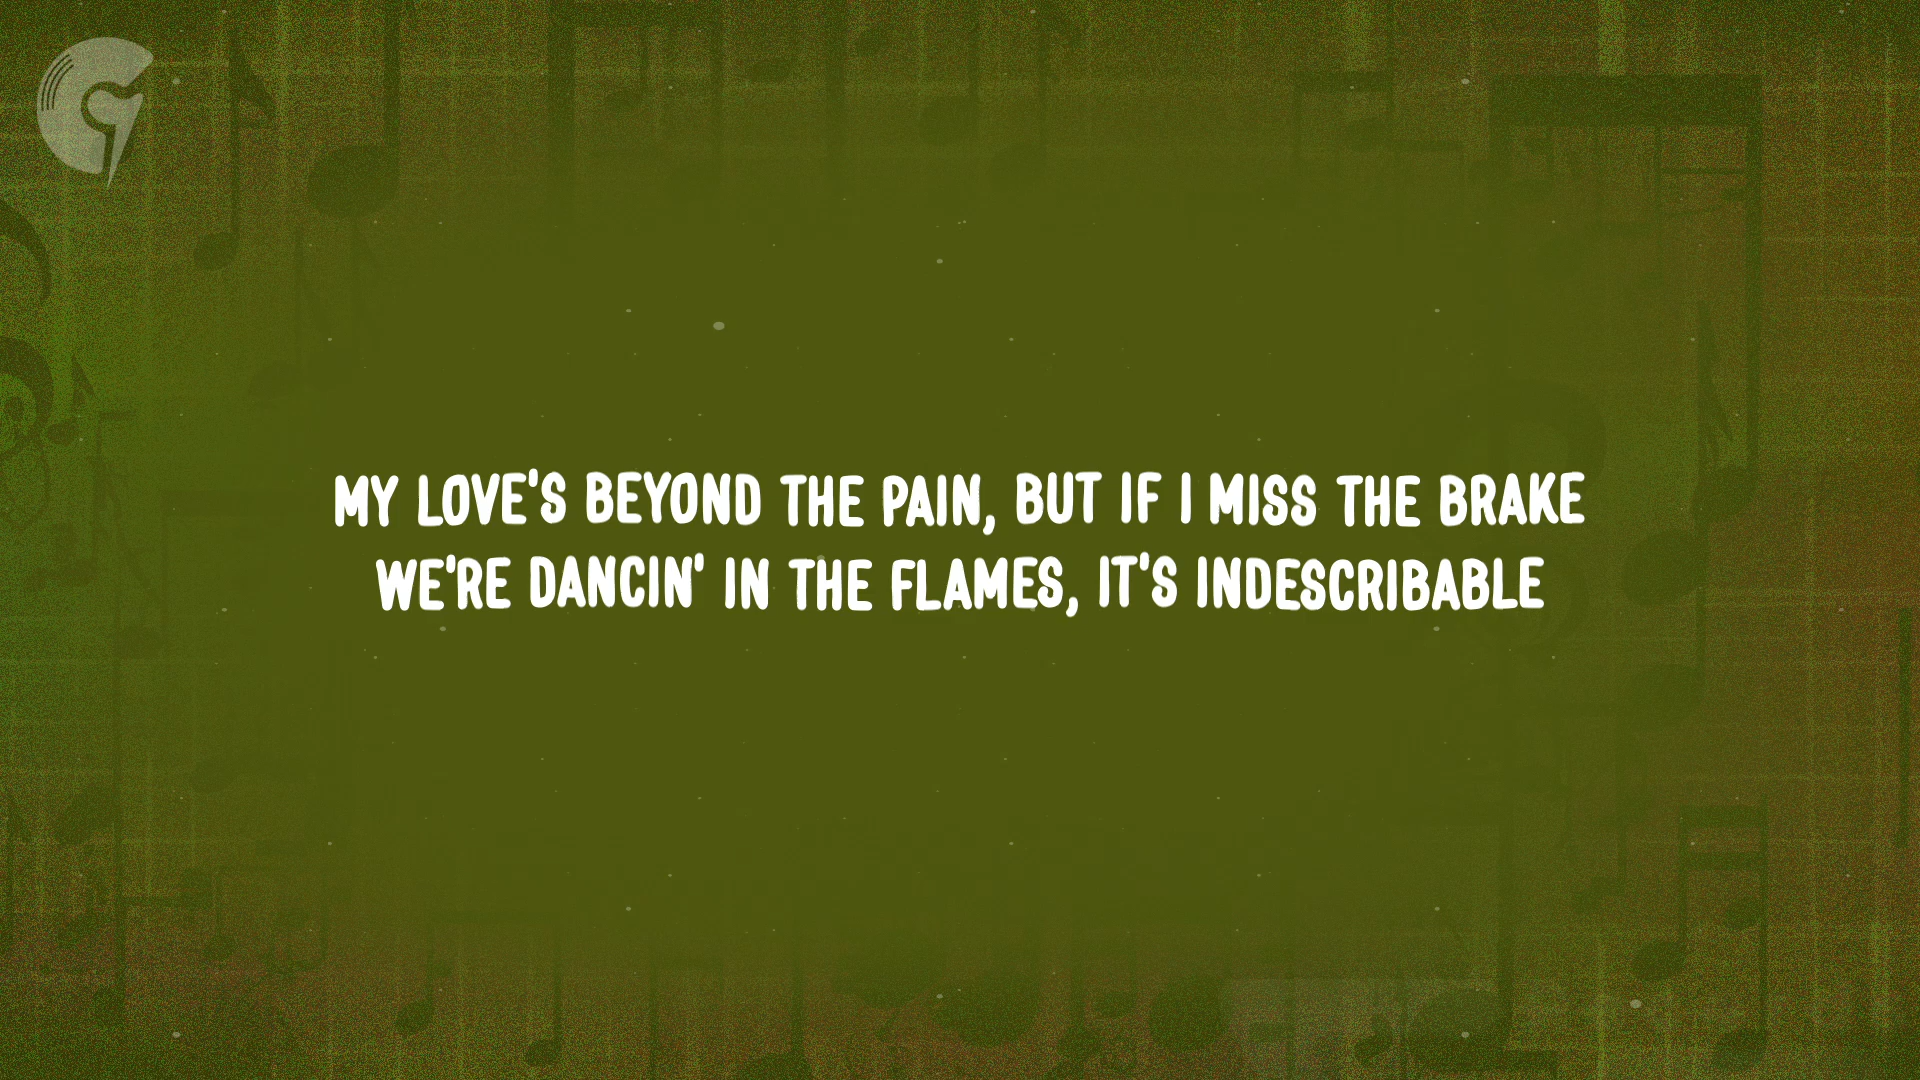 MY LOVE'S BEYOND THE PAIN, BUT IF I MISS THE BRAKE
WE'RE DANCIN' IN THE FLAMES, IT'S INDESCRIBABLE